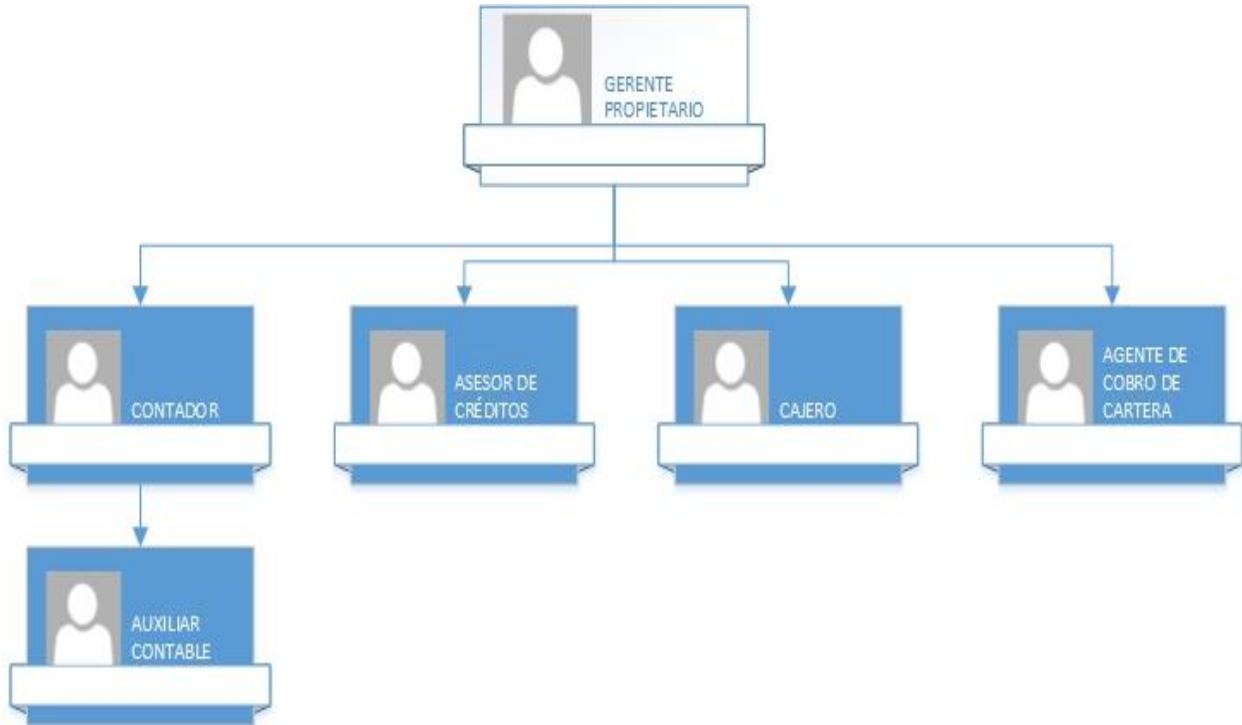 GERENTE
PROPIETARIO
CONTADOR
ASESOR DE
CRÉDITOS
CAJERO
AGENTE DE
COBRO DE
CARTERA
AUXILIAR
CONTABLE